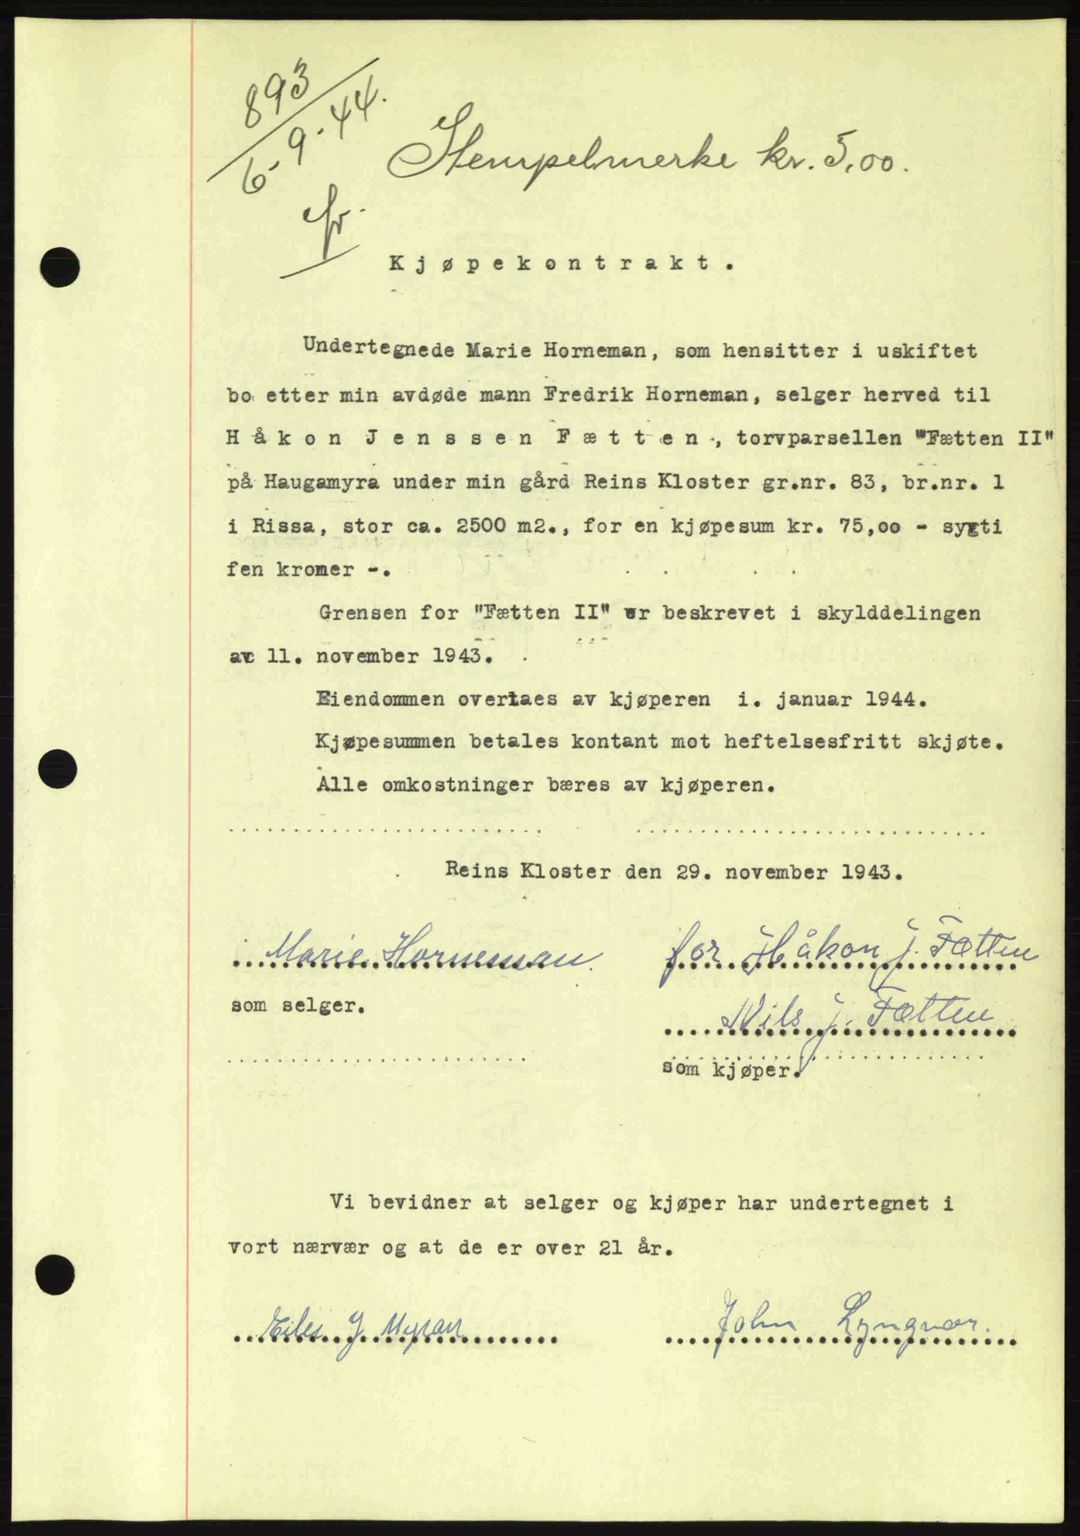 893
6-9-44.
Stempelmerke kr. 5,00.
Kjøpekontrakt.
Undertegnede Marie Horneman, som hensitter i uskiftet
bo etter min avdøde mann Fredrik Horneman, selger herved til
Håkon Jenssen Fætten, torvparsellen "Fætten II"
på Haugamyra under min gård Reins Kloster gr.nr. 83, br.nr. 1
i Rissa, stor ca. 2500 m2., for en kjøpesum kr. 75,00 - sytti
fen kroner -.
Grensen for "Fætten II" er beskrevet i skylddelingen
av 11. november 1943.
Eiendommen overtaes av kjøperen i. januar 1944.
Kjøpesummen betales kontant mot heftelsesfritt skjøte.
Alle omkostninger bæres av kjøperen.
Reins Kloster den 29. november 1943.
Marie Horneman. for Håkon J. Fætten
som selger.
Nils J. Fætten
som kjøper.
Vi bevidner at selger og kjøper har undertegnet i
vort nærvær og at de er over 21 år.
J. Myran John Lyngvær.